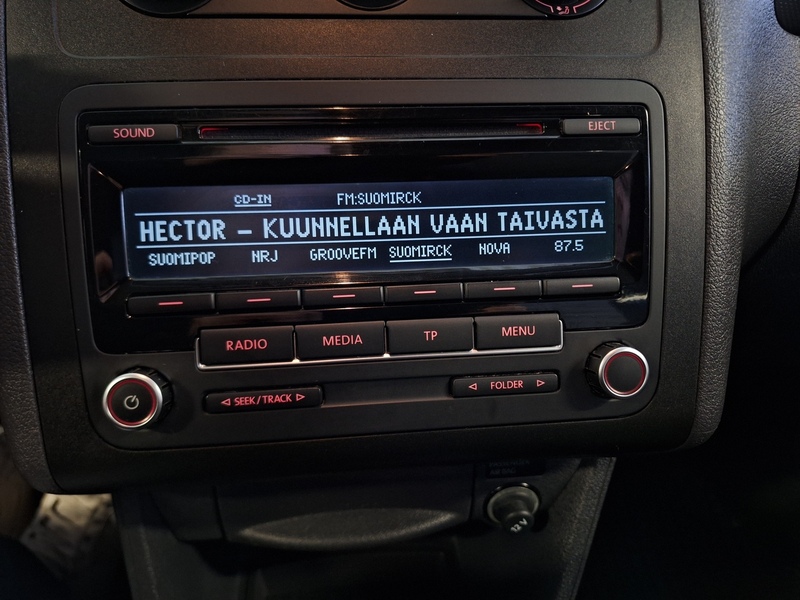 SOUND EJECT
CD-IN FM:SUOMIRCK
HECTOR - KUUNNELLAAN VAAN TAIVASTA
SUOMIPOP NRJ GROOVEFM SUOMIRCK NOVA 87.5
RADIO MEDIA TP MENU
SEEK/TRACK FOLDER
12 V